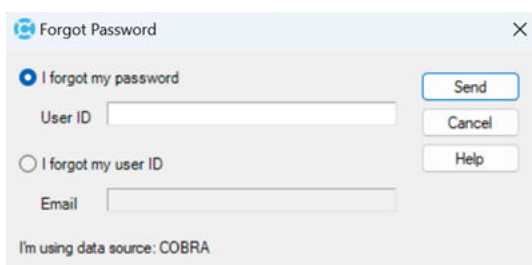 Forgot Password
I forgot my password
Send
User ID
Cancel
I forgot my user ID
Help
Email
I'm using data source: COBRA